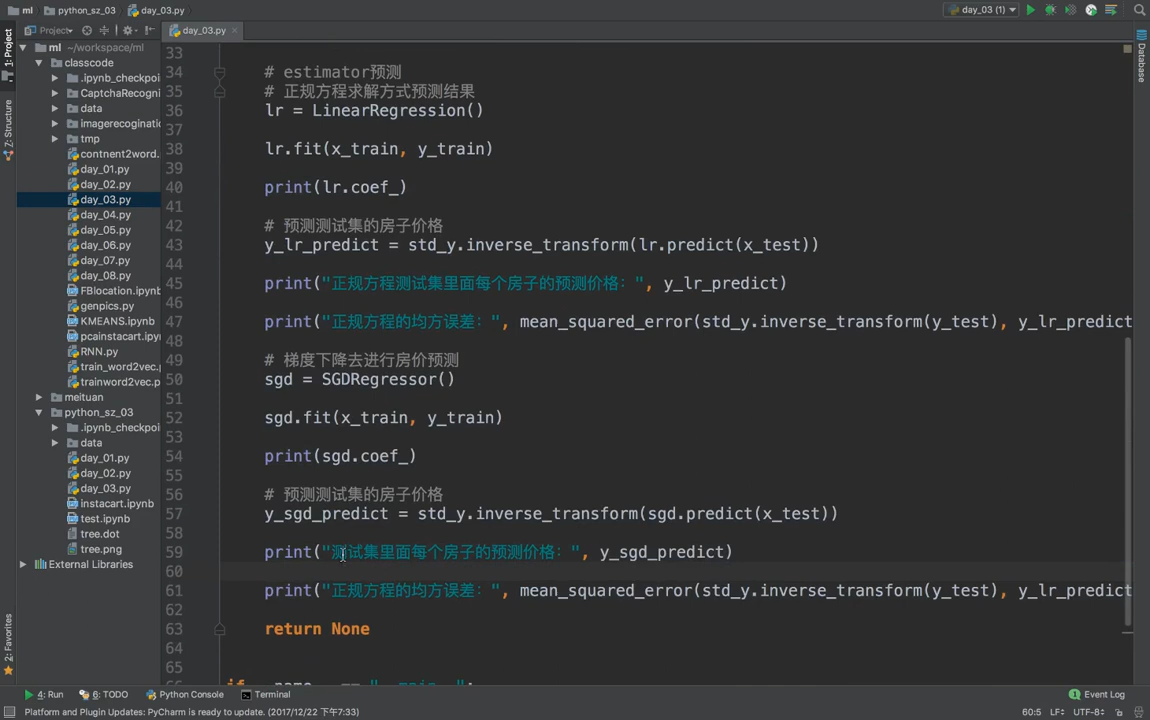 ml
python_sz_03
day_03.py
day_03 (1)
Project
day_03.py
1: Project
Z: Structure
2: Favorites
Database
ml ~/workspace/ml
classcode
.ipynb_checkpoi
CaptchaRecogni
data
imagerecoginatio
tmp
contnent2word.
day_01.py
day_02.py
day_03.py
day_04.py
day_05.py
day_06.py
day_07.py
day_08.py
FBlocation.ipynb
genpics.py
KMEANS.ipynb
pcainstacart.ipy
RNN.py
train_word2vec.p
trainword2vec.p
meituan
python_sz_03
.ipynb_checkpoi
data
day_01.py
day_02.py
day_03.py
instacart.ipynb
test.ipynb
tree.dot
tree.png
External Libraries
33
34 # estimator预测
35 # 正规方程求解方式预测结果
36 lr = LinearRegression()
37
38 lr.fit(x_train, y_train)
39
40 print(lr.coef_)
41
42 # 预测测试集的房子价格
43 y_lr_predict = std_y.inverse_transform(lr.predict(x_test))
44
45 print("正规方程测试集里面每个房子的预测价格：", y_lr_predict)
46
47 print("正规方程的均方误差：", mean_squared_error(std_y.inverse_transform(y_test), y_lr_predict
48
49 # 梯度下降去进行房价预测
50 sgd = SGDRegressor()
51
52 sgd.fit(x_train, y_train)
53
54 print(sgd.coef_)
55
56 # 预测测试集的房子价格
57 y_sgd_predict = std_y.inverse_transform(sgd.predict(x_test))
58
59 print("测试集里面每个房子的预测价格：", y_sgd_predict)
60
61 print("正规方程的均方误差：", mean_squared_error(std_y.inverse_transform(y_test), y_lr_predict
62
63 return None
64
65
4: Run
6: TODO
Python Console
Terminal
Event Log
Platform and Plugin Updates: PyCharm is ready to update. (2017/12/22 下午7:33)
60:5 LF÷ UTF-8÷